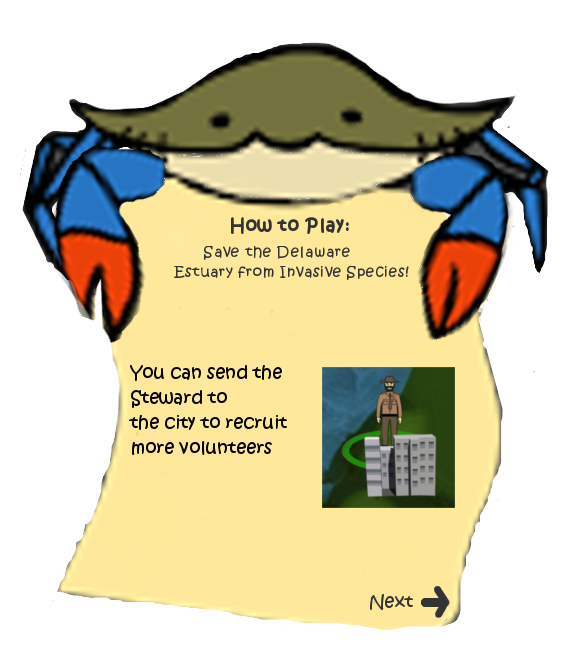 How to Play:
Save the Delaware
Estuary from Invasive Species!
You can send the
Steward to
the city to recruit
more volunteers
Next